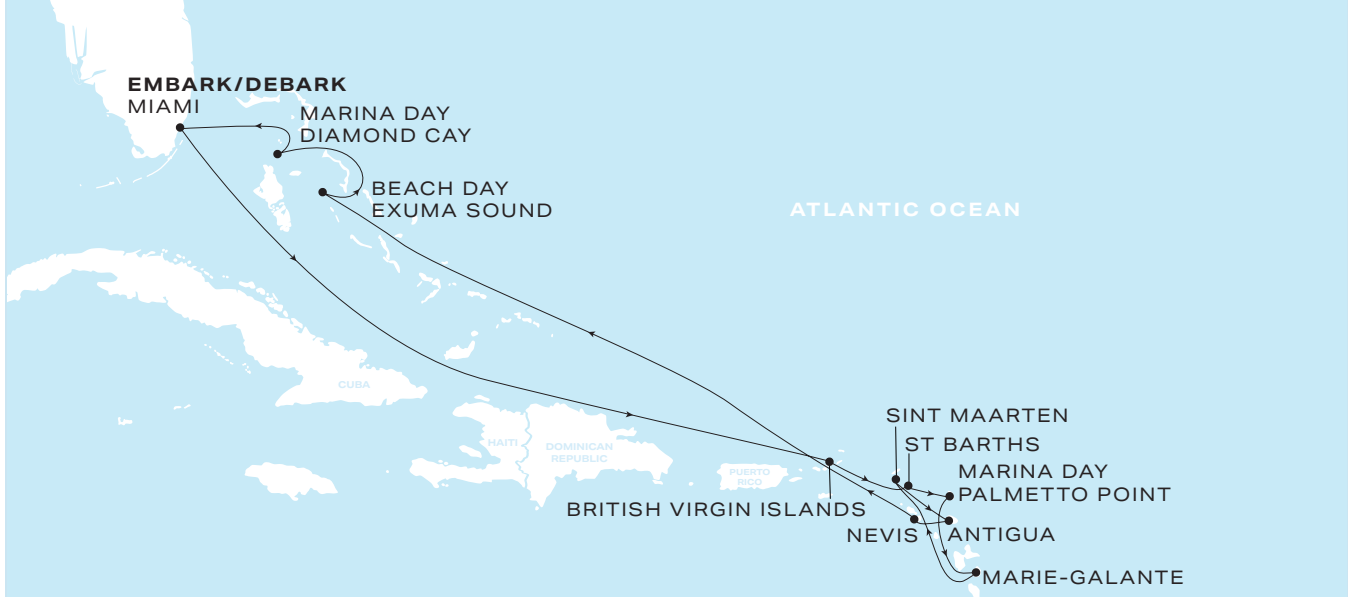 EMBARK/DEBARK
MIAMI
MARINA DAY
DIAMOND CAY
BEACH DAY
EXUMA SOUND
ATLANTIC OCEAN
CUBA
HAITI
DOMINICAN
REPUBLIC
PUERTO
RICO
SINT MAARTEN
ST BARTHS
MARINA DAY
PALMETTO POINT
BRITISH VIRGIN ISLANDS
NEVIS
ANTIGUA
MARIE-GALANTE